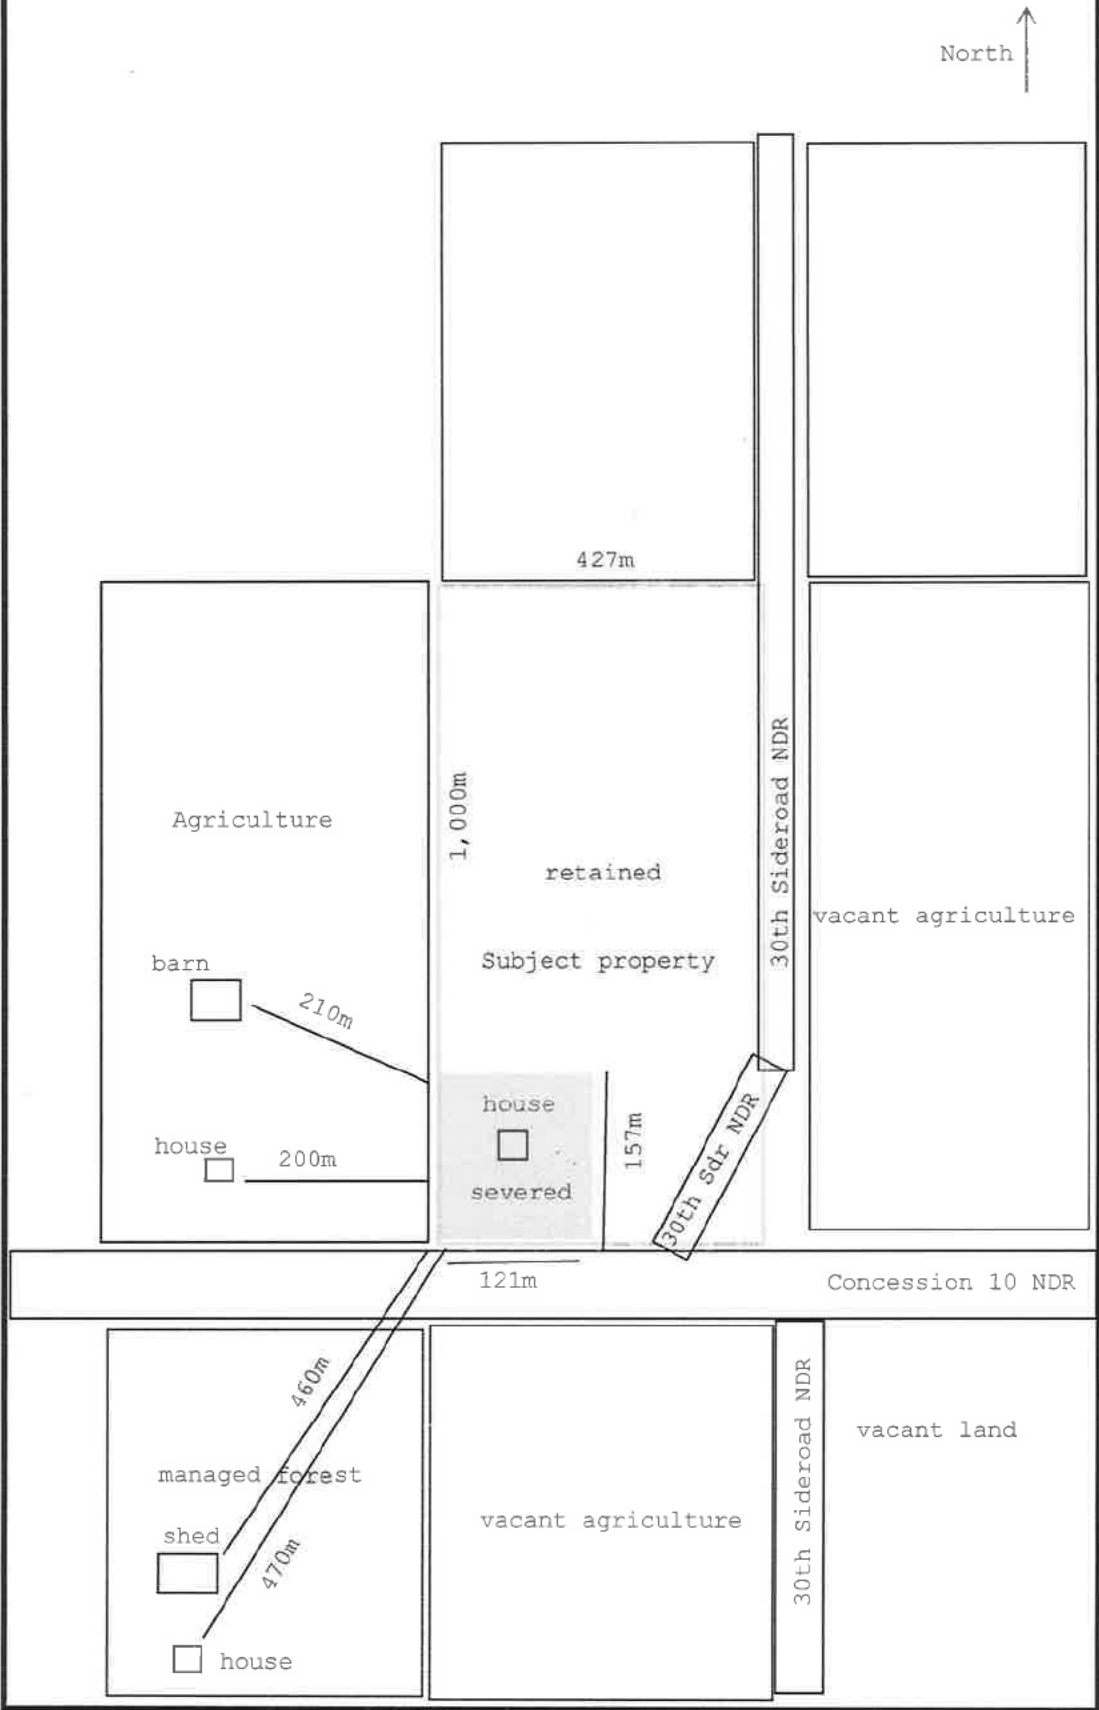 North
427m
Agriculture
1,000m
30th Sideroad NDR
retained
vacant agriculture
Subject property
barn
210m
house
157m
30th Sdr NDR
house
200m
severed
121m
Concession 10 NDR
460m
30th Sideroad NDR
vacant land
managed forest
vacant agriculture
shed
470m
house